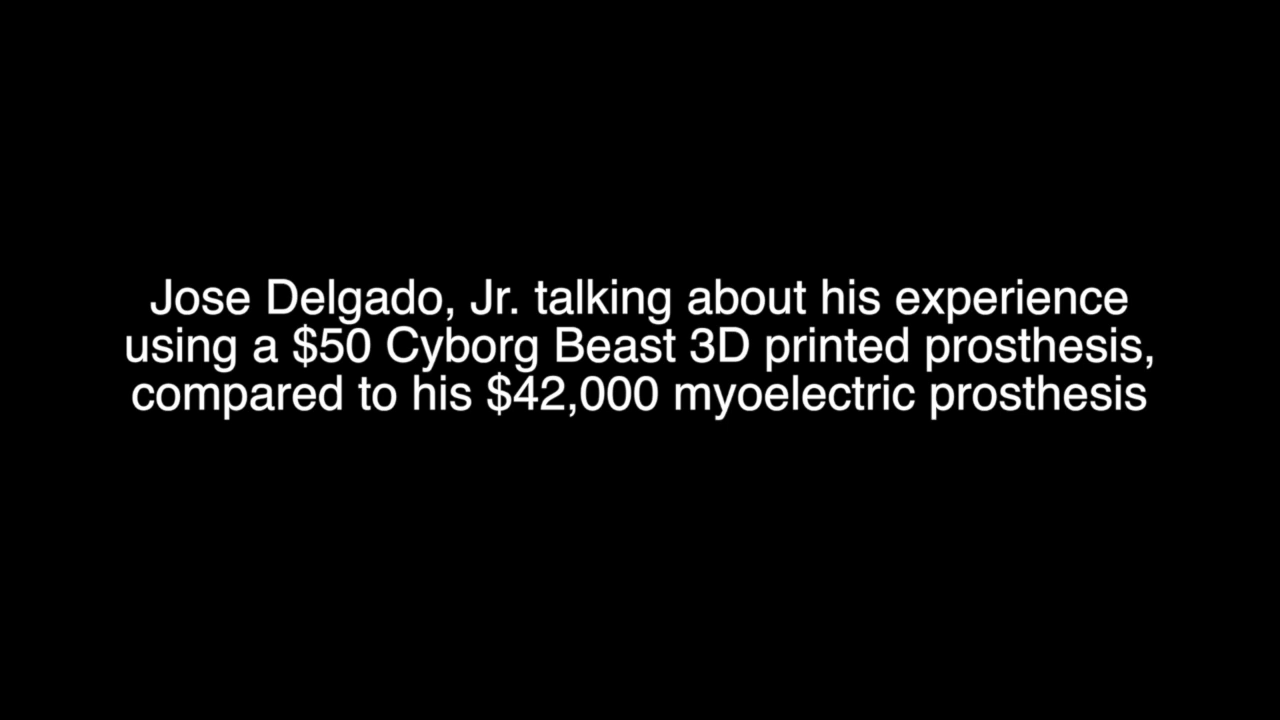 Jose Delgado, Jr. talking about his experience
using a $50 Cyborg Beast 3D printed prosthesis,
compared to his $42,000 myoelectric prosthesis